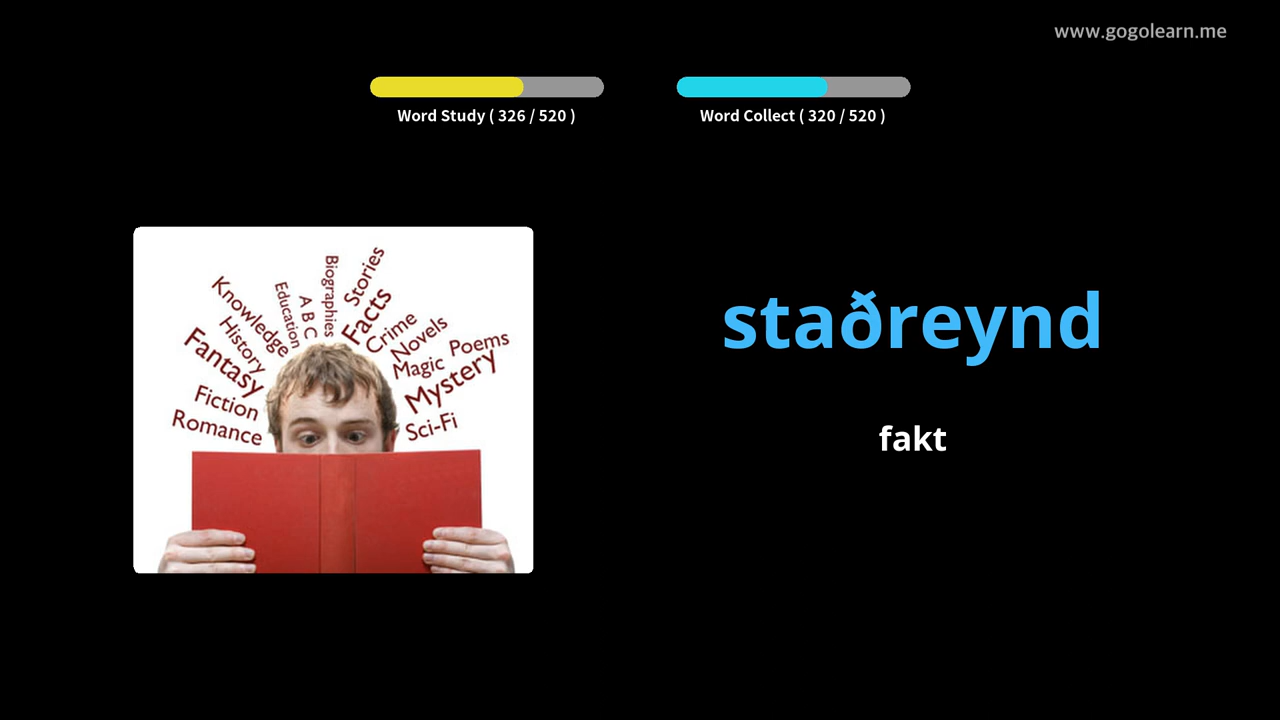 www.gogolearn.me
Word Study ( 326 / 520 )
Word Collect ( 320 / 520 )
Romance
Fiction
Fantasy
History
Knowledge
Education
A B C
Biographies
Stories
Facts
Crime
Novels
Magic
Poems
Mystery
Sci-Fi
staðreynd
fakt